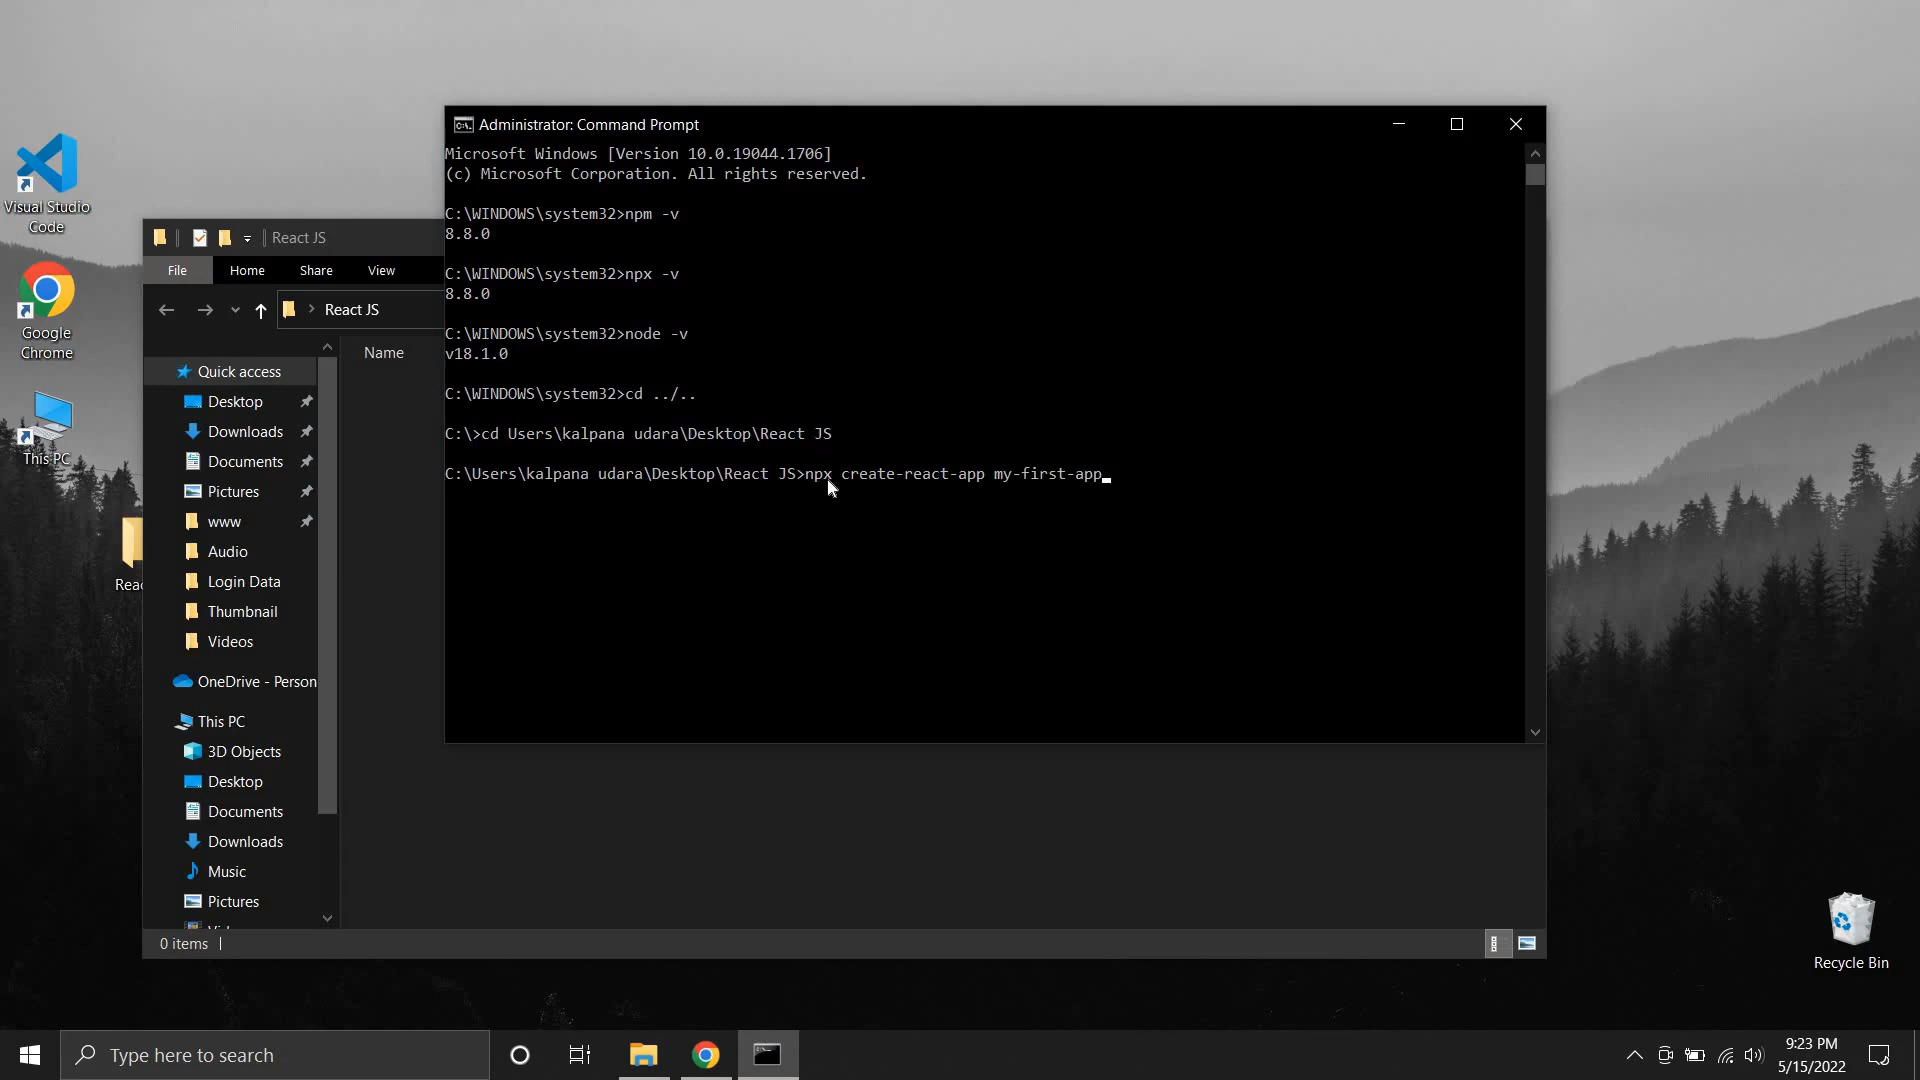 Visual Studio
Code
Google
Chrome
This PC
Reac
React JS
File
Home
Share
View
React JS
Name
Quick access
Desktop
Downloads
Documents
Pictures
www
Audio
Login Data
Thumbnail
Videos
OneDrive - Person
This PC
3D Objects
Desktop
Documents
Downloads
Music
Pictures
0 items
Administrator: Command Prompt
Microsoft Windows [Version 10.0.19044.1706]
(c) Microsoft Corporation. All rights reserved.
C:\WINDOWS\system32>npm -v
8.8.0
C:\WINDOWS\system32>npx -v
8.8.0
C:\WINDOWS\system32>node -v
v18.1.0
C:\WINDOWS\system32>cd ../..
C:\>cd Users\kalpana udara\Desktop\React JS
C:\Users\kalpana udara\Desktop\React JS>npx create-react-app my-first-app
Recycle Bin
Type here to search
9:23 PM
5/15/2022